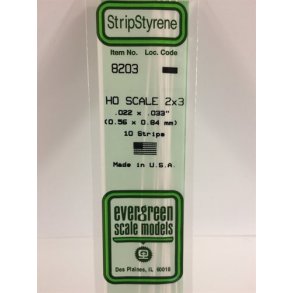 StripStyrene
Item No. Loc. Code
8203
HO SCALE 2x3
.022 x .033"
(0.56 x 0.84 mm)
10 Strips
Made in U.S.A.
evergreen
scale models
Des Plaines, IL 60018